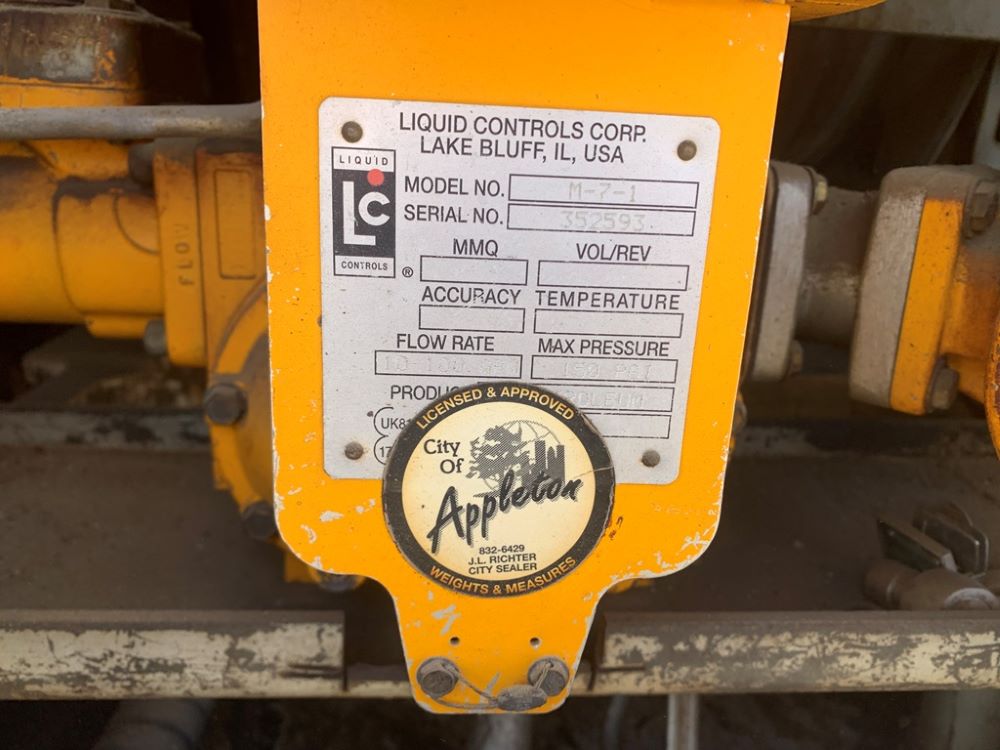 LIQUID CONTROLS CORP.
LAKE BLUFF, IL, USA
LIQUID
LC
CONTROLS
®
MODEL NO. M-7-1
SERIAL NO. 352593
MMQ VOL/REV
ACCURACY TEMPERATURE
FLOW RATE MAX PRESSURE
150 PSI
LICENSED & APPROVED
City
Of
Appleton
832-6429
J.L. RICHTER
CITY SEALER
WEIGHTS & MEASURES
FLOW